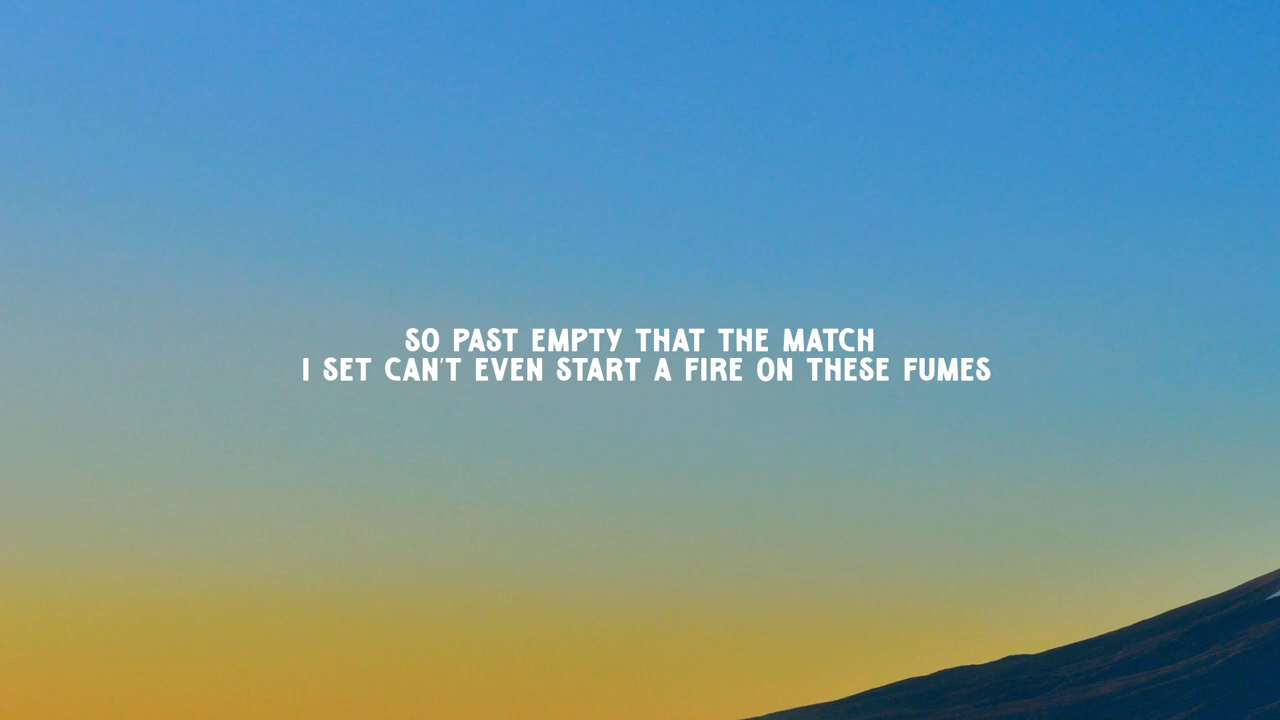 SO PAST EMPTY THAT THE MATCH
I SET CAN'T EVEN START A FIRE ON THESE FUMES